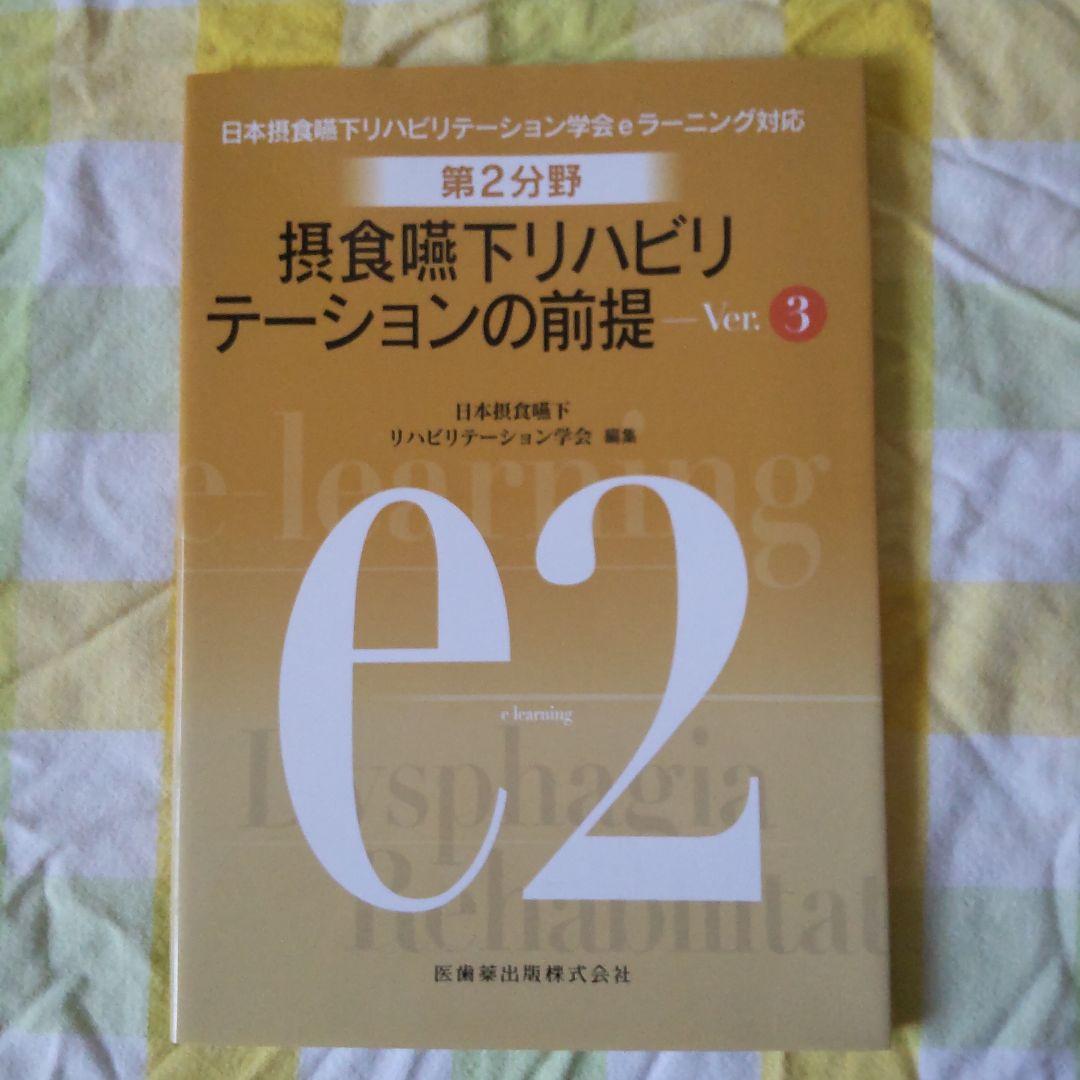 日本摂食嚥下リハビリテーション学会eラーニング対応
第2分野
摂食嚥下リハビリ
テーションの前提—Ver.3
日本摂食嚥下
リハビリテーション学会 編集
e-learning
e2
e-learning
Dysphagia
Rehabilitat
医歯薬出版株式会社